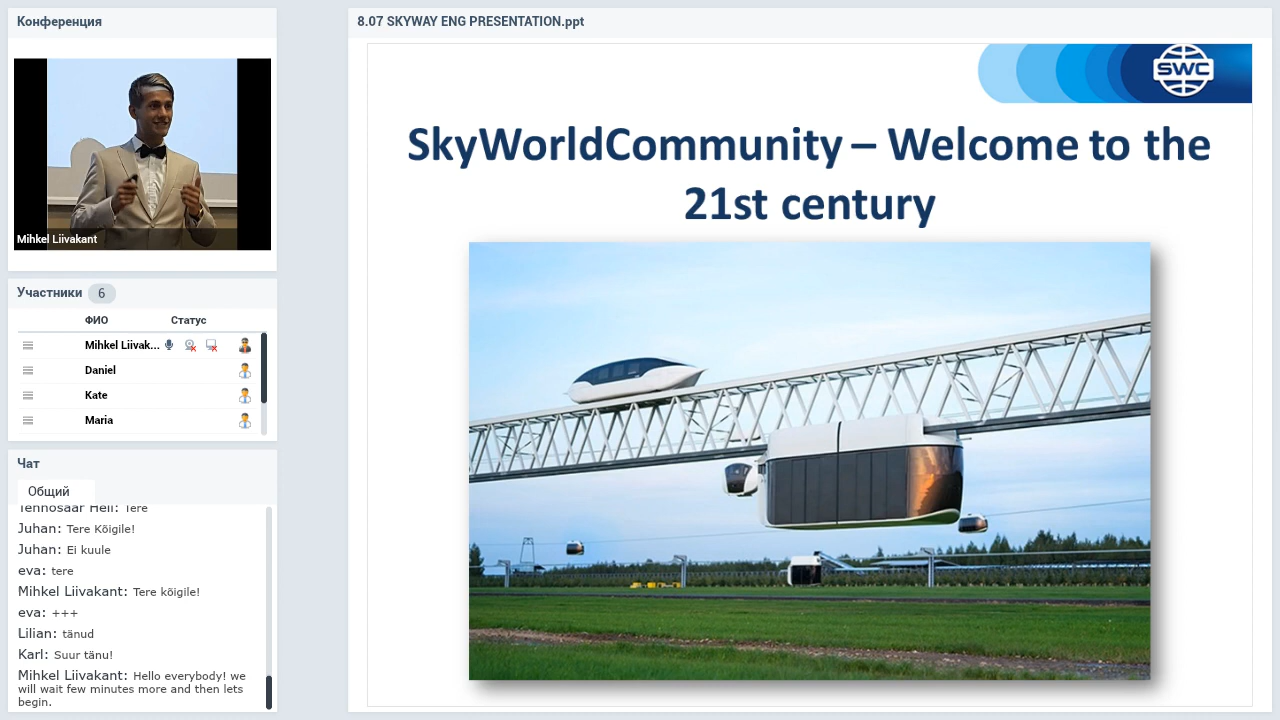 Конференция
Mihkel Liivakant
Участники 6
ФИО Статус
Mihkel Liivak...
Daniel
Kate
Maria
Чат
Общий
Tennosaar Heli: Tere
Juhan: Tere Kõigile!
Juhan: Ei kuule
eva: tere
Mihkel Liivakant: Tere kõigile!
eva: +++
Lilian: tänud
Karl: Suur tänu!
Mihkel Liivakant: Hello everybody! we
will wait few minutes more and then lets
begin.
8.07 SKYWAY ENG PRESENTATION.ppt
SWC
SkyWorldCommunity – Welcome to the
21st century